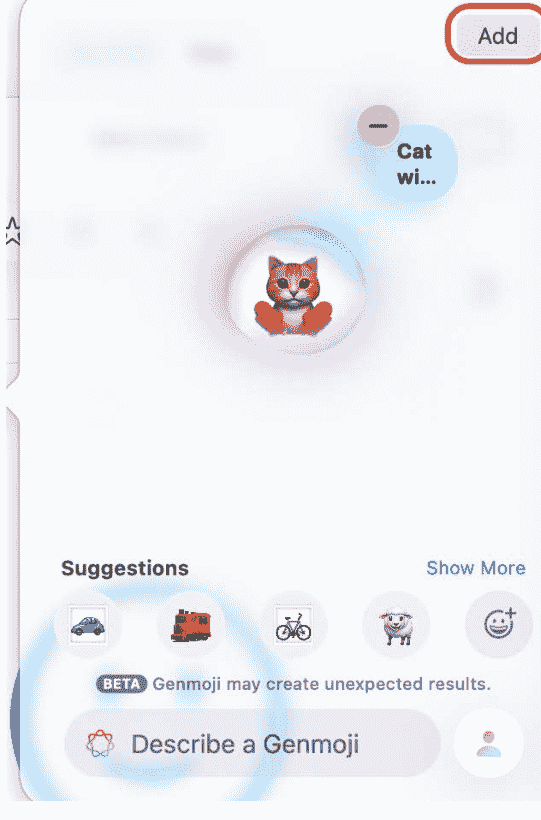 Add
Cat
wi...
Suggestions
Show More
BETA Genmoji may create unexpected results.
Describe a Genmoji